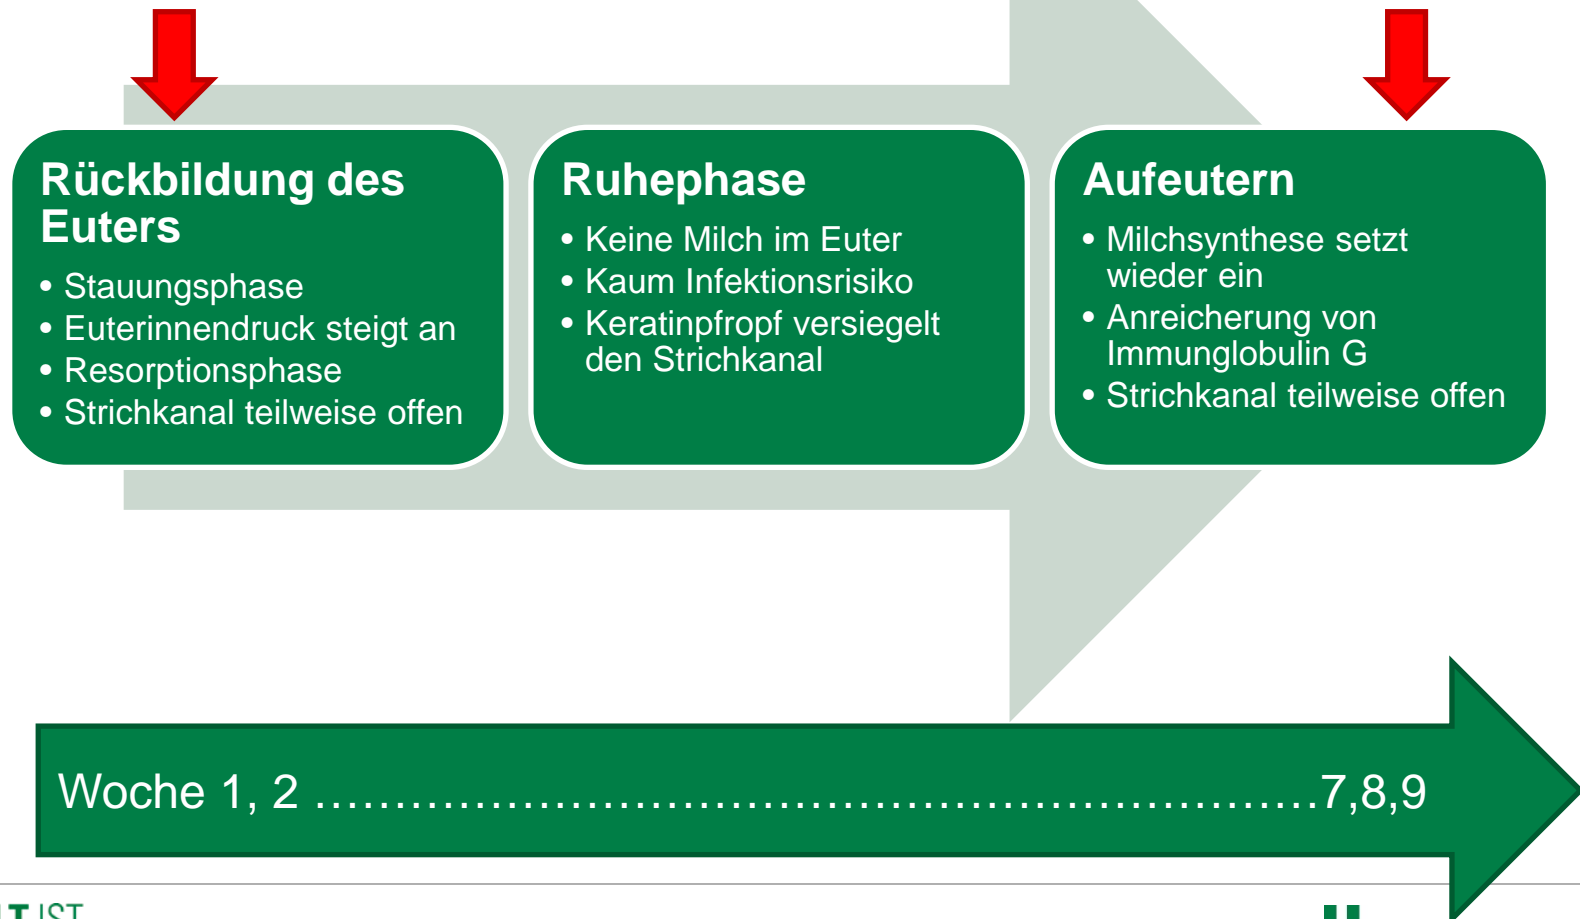 Rückbildung des
Euters
• Stauungsphase
• Euterinnendruck steigt an
• Resorptionsphase
• Strichkanal teilweise offen
Ruhephase
• Keine Milch im Euter
• Kaum Infektionsrisiko
• Keratinpfropf versiegelt
den Strichkanal
Aufeutern
• Milchsynthese setzt
wieder ein
• Anreicherung von
Immunglobulin G
• Strichkanal teilweise offen
Woche 1, 2 …………………………………………………………7,8,9
IST